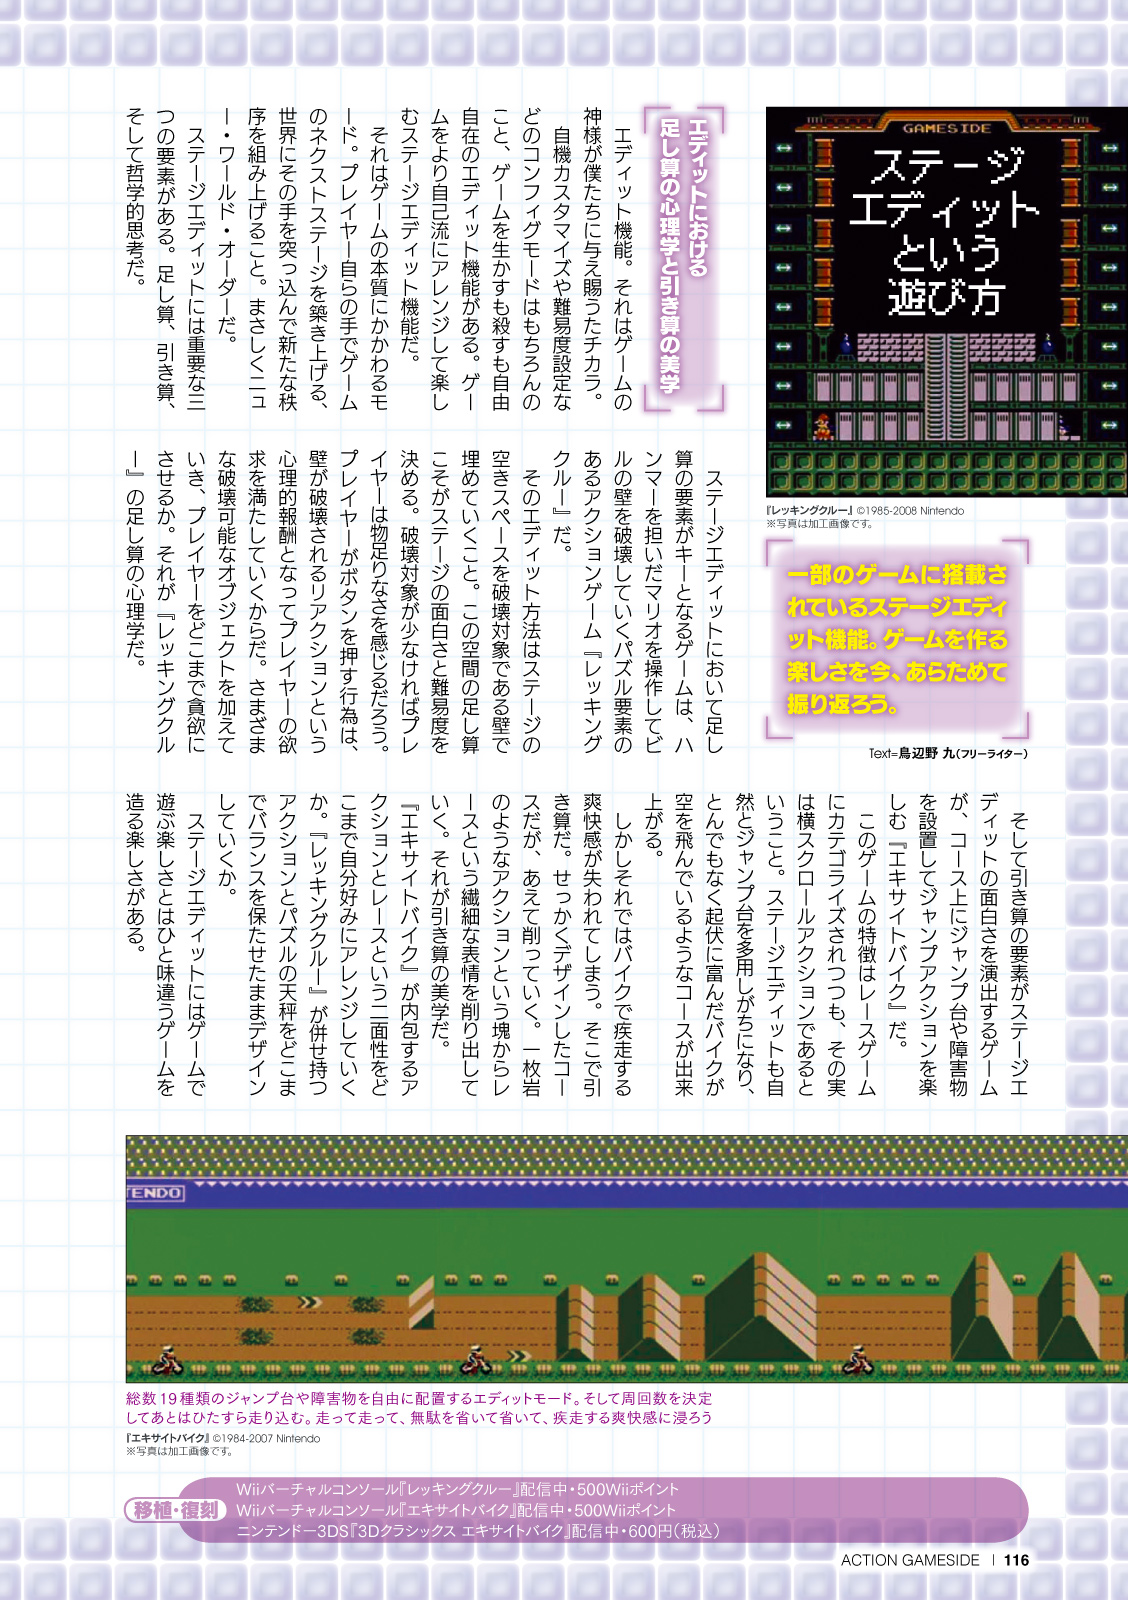 GAMESIDE
ステージ
エディット
という
遊び方
『レッキングクルー』©1985-2008 Nintendo
※写真は加工画像です。
一部のゲームに搭載さ
れているステージエディ
ット機能。ゲームを作る
楽しさを今、あらためて
振り返ろう。
Text=鳥辺野 九(フリーライター)
エディットにおける
足し算の心理学と引き算の美学
エディット機能。それはゲームの
神様が僕たちに与え賜うたチカラ。
自機カスタマイズや難易度設定な
どのコンフィグモードはもちろんの
こと、ゲームを生かすも殺すも自由
自在のエディット機能がある。ゲー
ムをより自己流にアレンジして楽し
むステージエディット機能だ。
それはゲームの本質にかかわるモ
ード。プレイヤー自らの手でゲーム
のネクストステージを築き上げる、
世界にその手を突っ込んで新たな秩
序を組み上げること。まさしくニュ
ー・ワールド・オーダーだ。
ステージエディットには重要な三
つの要素がある。足し算、引き算、
そして哲学的思考だ。
ステージエディットにおいて足し
算の要素がキーとなるゲームは、ハ
ンマーを担いだマリオを操作してビ
ルの壁を破壊していくパズル要素の
あるアクションゲーム『レッキング
クルー』だ。
そのエディット方法はステージの
空きスペースを破壊対象である壁で
埋めていくこと。この空間の足し算
こそがステージの面白さと難易度を
決める。破壊対象が少なければプレ
イヤーは物足りなさを感じるだろう。
プレイヤーがボタンを押す行為は、
壁が破壊されるリアクションという
心理的報酬となってプレイヤーの欲
求を満たしていくからだ。さまざま
な破壊可能なオブジェクトを加えて
いき、プレイヤーをどこまで貪欲に
させるか。それが『レッキングクル
ー』の足し算の心理学だ。
そして引き算の要素がステージエ
ディットの面白さを演出するゲーム
が、コース上にジャンプ台や障害物
を設置してジャンプアクションを楽
しむ『エキサイトバイク』だ。
このゲームの特徴はレースゲーム
にカテゴライズされつつも、その実
は横スクロールアクションであると
いうこと。ステージエディットも自
然とジャンプ台を多用しがちになり、
とんでもなく起伏に富んだバイクが
空を飛んでいるようなコースが出来
上がる。
しかしそれではバイクで疾走する
爽快感が失われてしまう。そこで引
き算だ。せっかくデザインしたコー
スだが、あえて削っていく。一枚岩
のようなアクションという塊からレ
ースという繊細な表情を削り出して
いく。それが引き算の美学だ。
『エキサイトバイク』が内包するア
クションとレースという二面性をど
こまで自分好みにアレンジしていく
か。『レッキングクルー』が併せ持つ
アクションとパズルの天秤をどこま
でバランスを保たせたままデザイン
していくか。
ステージエディットにはゲームで
遊ぶ楽しさとはひと味違うゲームを
造る楽しさがある。
TENDO
総数19種類のジャンプ台や障害物を自由に配置するエディットモード。そして周回数を決定
してあとはひたすら走り込む。走って走って、無駄を省いて省いて、疾走する爽快感に浸ろう
『エキサイトバイク』©1984-2007 Nintendo
※写真は加工画像です。
移植・復刻
Wiiバーチャルコンソール『レッキングクルー』配信中・500Wiiポイント
Wiiバーチャルコンソール『エキサイトバイク』配信中・500Wiiポイント
ニンテンドー3DS『3Dクラシックス エキサイトバイク』配信中・600円(税込)
ACTION GAMESIDE | 116